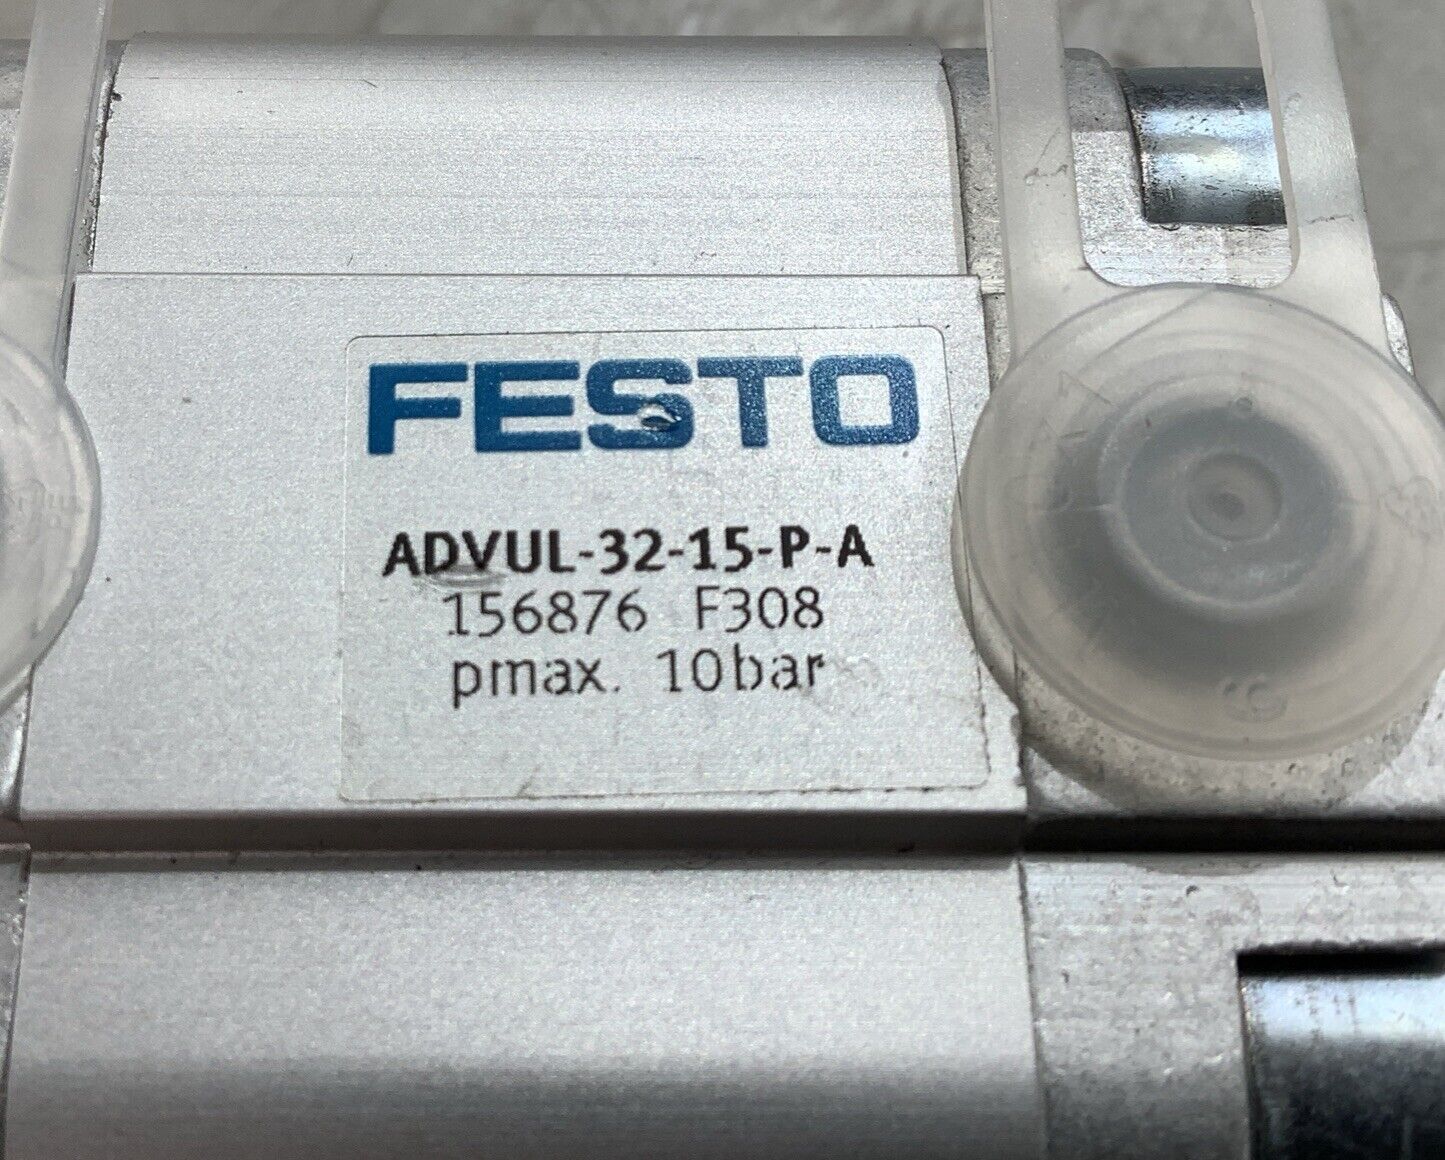 FESTO
ADVUL-32-15-P-A
156876 F308
pmax. 10bar